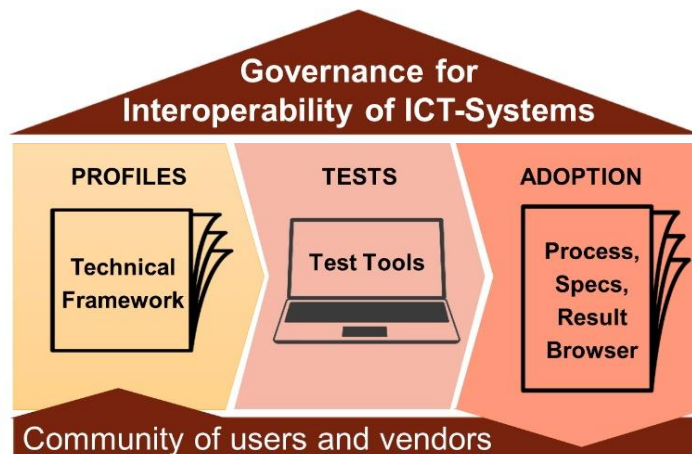 Governance for
Interoperability of ICT-Systems
PROFILES
Technical
Framework
TESTS
Test Tools
ADOPTION
Process,
Specs,
Result
Browser
Community of users and vendors